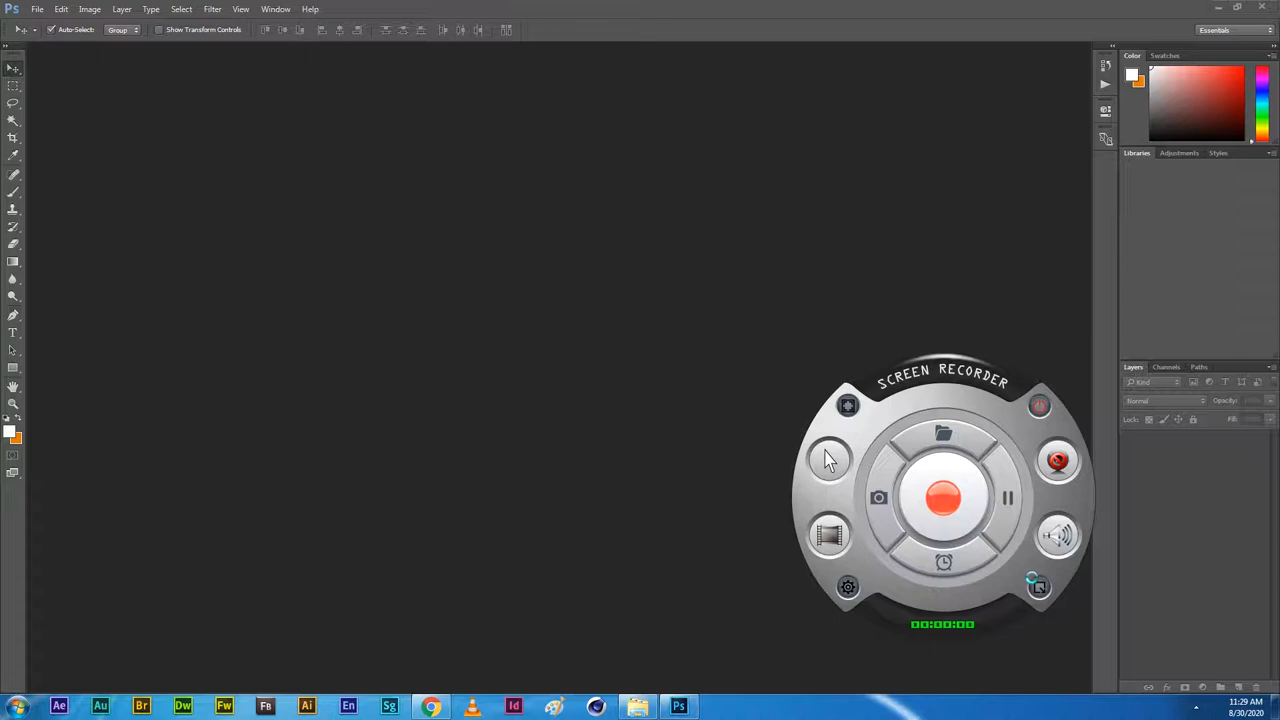 Ps File Edit Image Layer Type Select Filter View Window Help
Auto-Select: Group Show Transform Controls Essentials
Color Swatches
Libraries Adjustments Styles
Layers Channels Paths
Kind
Normal Opacity:
Lock: Fill:
SCREEN RECORDER
00:00:00
Ae Au Br Dw Fw FB Ai En Sg Id Ps
11:29 AM
8/30/2020